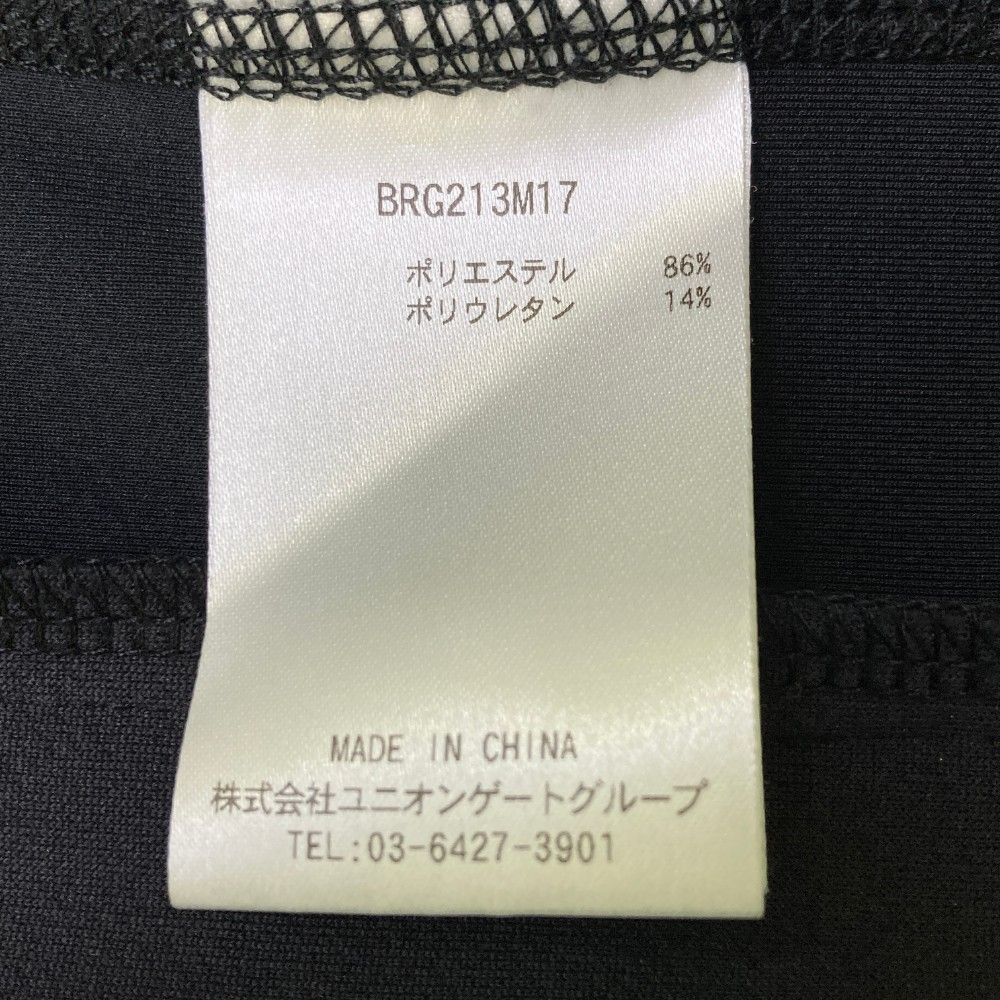 BRG213M17
ポリエステル 86%
ポリウレタン 14%
MADE IN CHINA
株式会社ユニオンゲートグループ
TEL:03-6427-3901